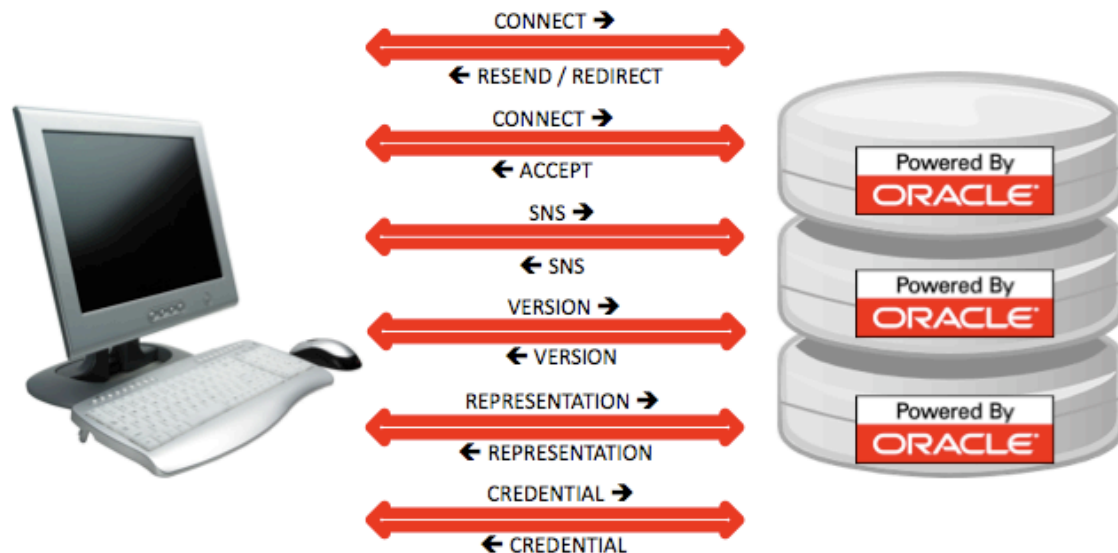 CONNECT →
← RESEND / REDIRECT
CONNECT →
← ACCEPT
SNS →
← SNS
VERSION →
← VERSION
REPRESENTATION →
← REPRESENTATION
CREDENTIAL →
← CREDENTIAL
Powered By
ORACLE®
Powered By
ORACLE®
Powered By
ORACLE®